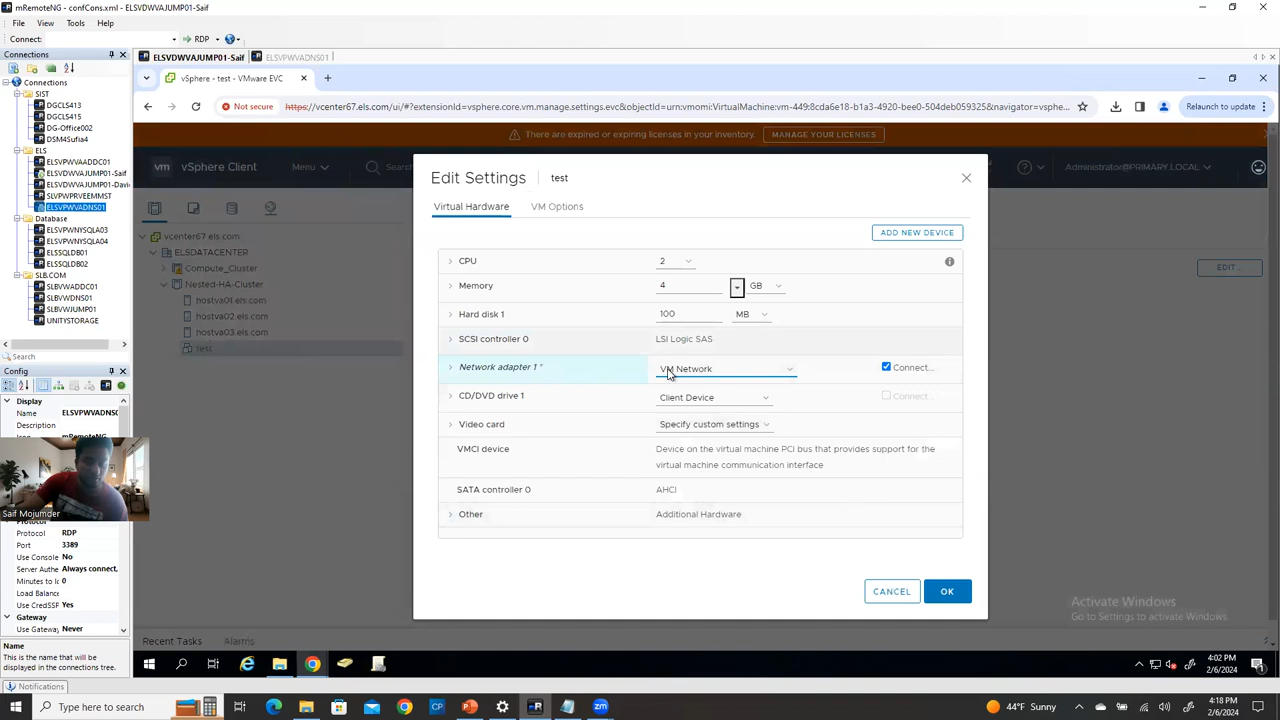 mRemoteNG - confCons.xml - ELSVDWVAJUMP01-Saif
File View Tools Help
Connect: RDP
Connections
ELSVDWVAJUMP01-Saif ELSVPWVADNS01
Connections
SIST
DGCLS413
DGCLS415
DG-Office002
DSM4Sufia4
ELS
ELSVPWVAADDC01
ELSVDWVAJUMP01-Saif
ELSVDWVAJUMP01-Davi
SLVPWPRVEEMMST
ELSVPWVADNS01
Database
ELSVPWNYSQLA03
ELSVPWNYSQLA04
ELSSQLDB01
ELSSQLDB02
SLB.COM
SLBVWADDC01
SLBVWDNS01
SLBVWJUMP01
UNITYSTORAGE
Search
Config
Display
Name ELSVPWVADNS01
Description
Icon mRemoteNG
Saif Mojumder
Protocol
Protocol RDP
Port 3389
Use Console No
Server Authe Always connect,
Minutes to Ic 0
Load Balance
Use CredSSP Yes
Gateway
Use Gateway Never
Name
This is the name that will be
displayed in the connections tree.
Notifications
vSphere - test - VMware EVC
Not secure https://vcenter67.els.com/ui/#?extensionId=vsphere.core.vm.manage.settings.evc&objectId=urn:vmomi:VirtualMachine:vm-449:8cda6e18-b1a3-4920-bee0-504deb059325&navigator=vsphe... Relaunch to update
There are expired or expiring licenses in your inventory. MANAGE YOUR LICENSES
vm vSphere Client Menu Search Administrator@PRIMARY.LOCAL
vcenter67.els.com
ELSDATACENTER
Compute_Cluster
Nested-HA-Cluster
hostva01.els.com
hostva02.els.com
hostva03.els.com
test
EDIT...
Edit Settings test
Virtual Hardware VM Options
ADD NEW DEVICE
CPU 2
Memory 4 GB
Hard disk 1 100 MB
SCSI controller 0 LSI Logic SAS
Network adapter 1 * VM Network Connect...
CD/DVD drive 1 Client Device Connect...
Video card Specify custom settings
VMCI device Device on the virtual machine PCI bus that provides support for the
virtual machine communication interface
SATA controller 0 AHCI
Other Additional Hardware
CANCEL OK
Activate Windows
Go to Settings to activate Windows.
Recent Tasks Alarms
4:02 PM
2/6/2024
Type here to search
44°F Sunny
4:18 PM
2/6/2024